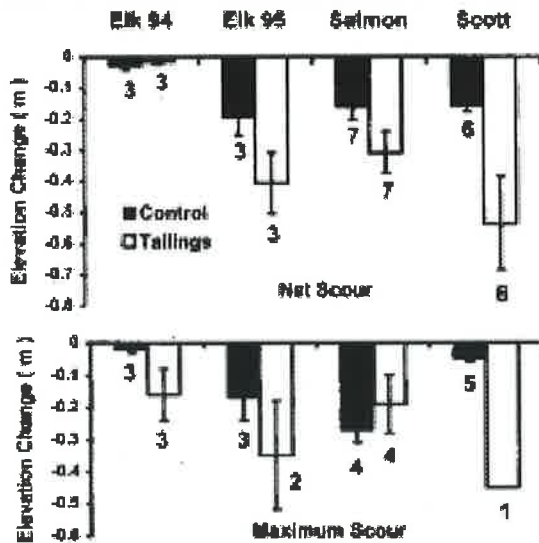 Elk 94 Elk 95 Salmon Scott
0
-0.1
-0.2
-0.3
-0.4
-0.5
-0.6
-0.7
-0.8
Elevation Change ( m )
3 3 3 3 7 7 6 6
Control
Tailings
Net Scour
0
-0.1
-0.2
-0.3
-0.4
-0.5
-0.6
Elevation Change ( m )
3 3 3 2 4 4 5 1
Maximum Scour